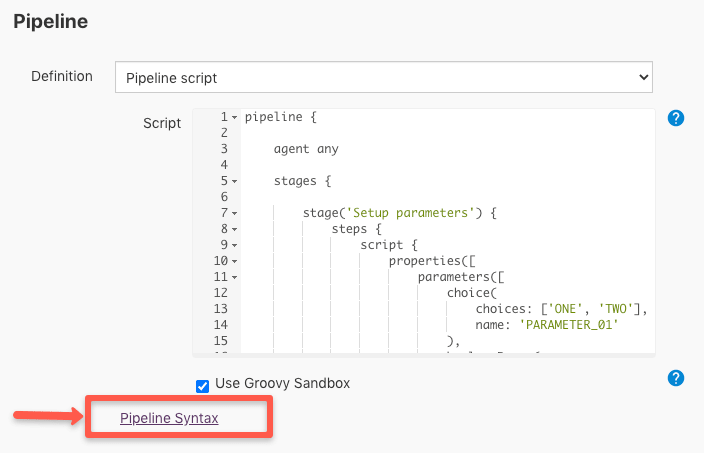 Pipeline
Definition
Pipeline script
Script
1 pipeline {
2
3 agent any
4
5 stages {
6
7 stage('Setup parameters') {
8 steps {
9 script {
10 properties([
11 parameters([
12 choice(
13 choices: ['ONE', 'TWO'],
14 name: 'PARAMETER_01'
15 ),
?
Use Groovy Sandbox
?
Pipeline Syntax